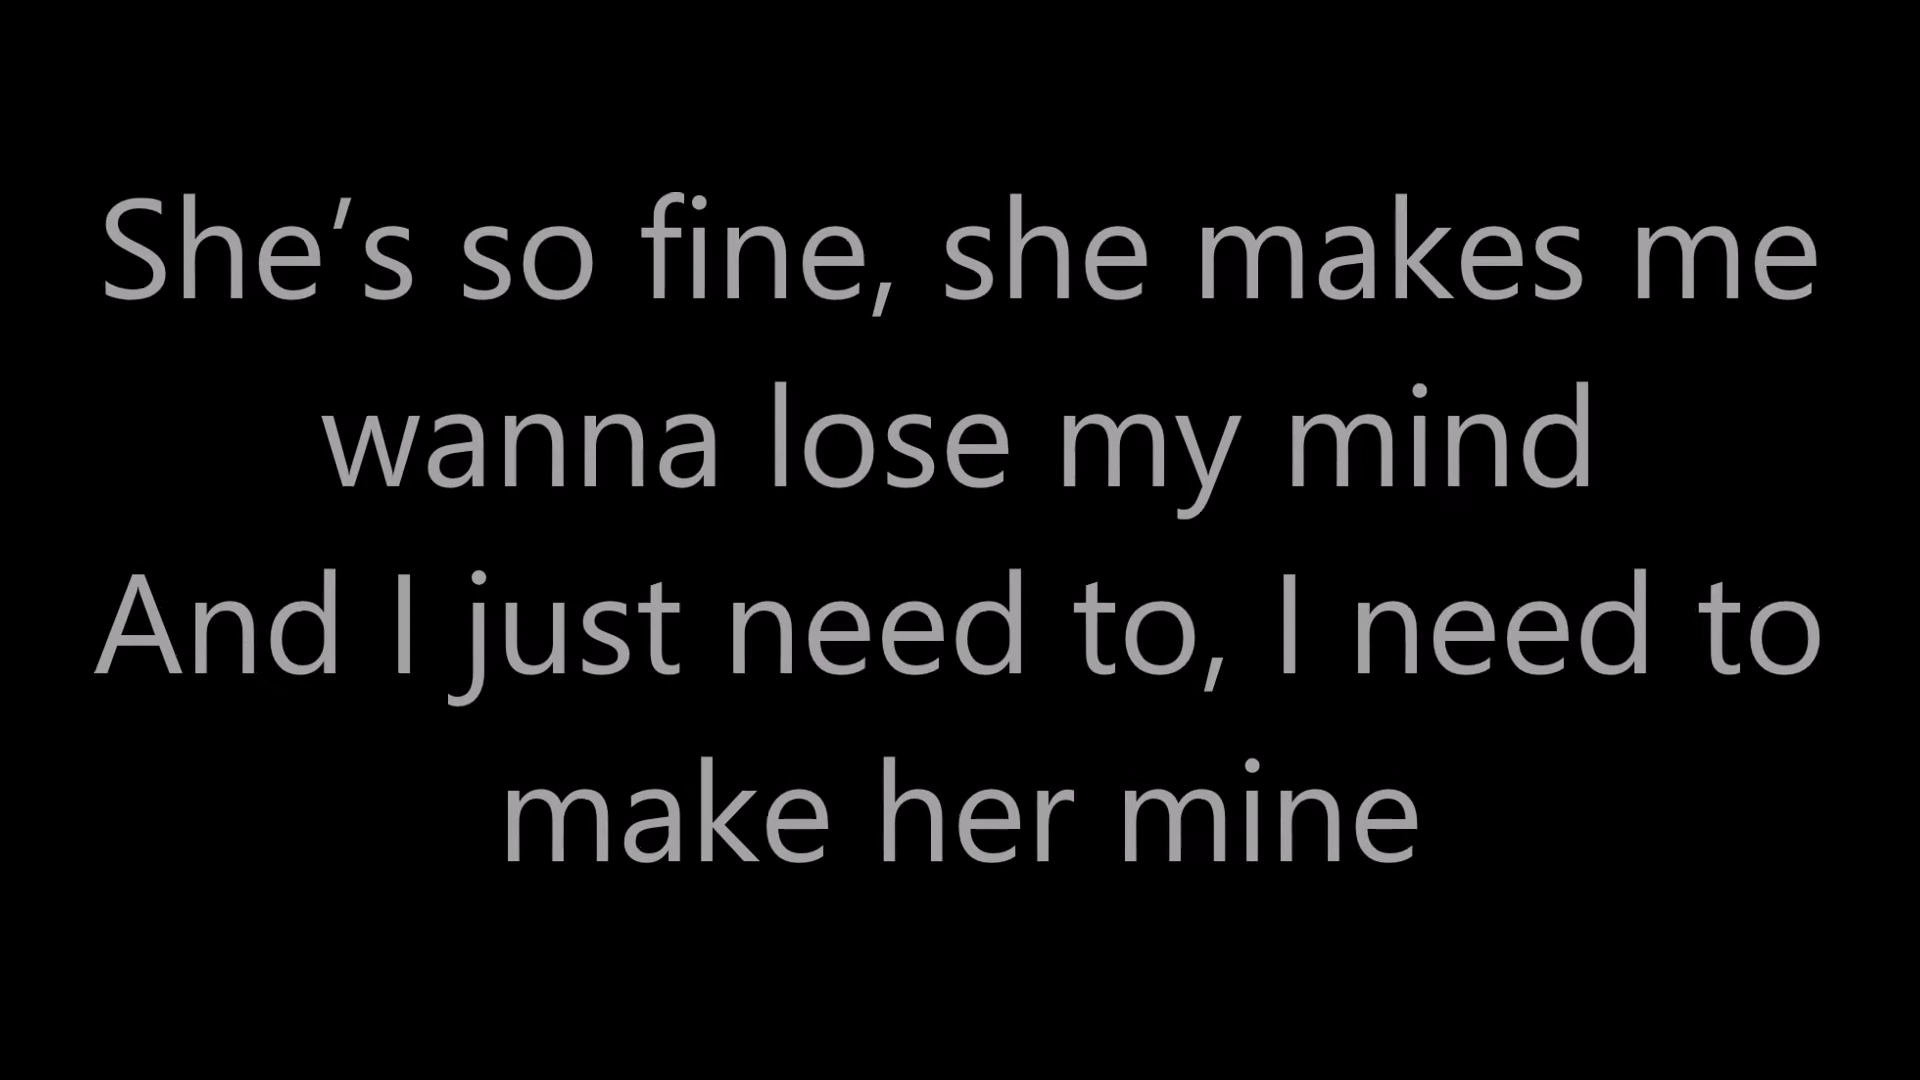 She’s so fine, she makes me
wanna lose my mind
And I just need to, I need to
make her mine